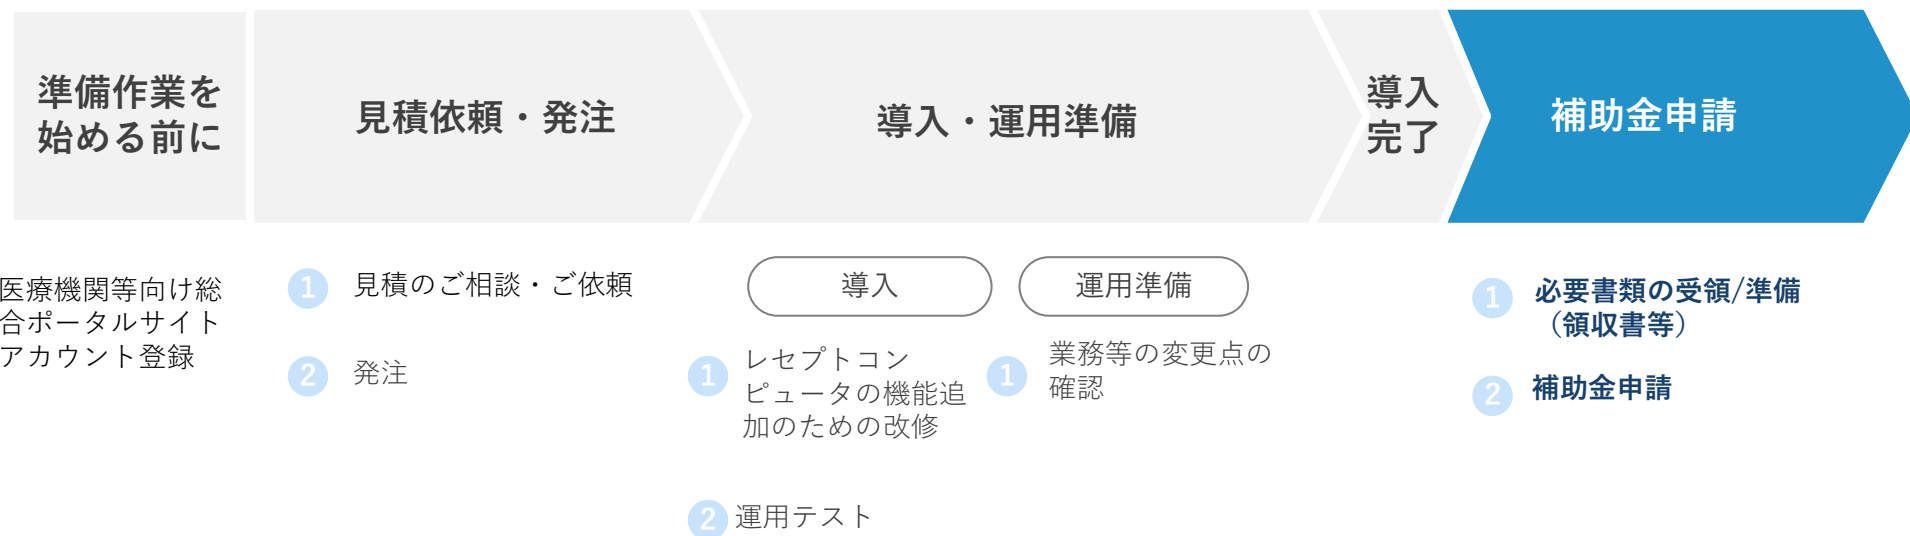 準備作業を
始める前に
見積依頼・発注
導入・運用準備
導入
完了
補助金申請
医療機関等向け総
合ポータルサイト
アカウント登録
1 見積のご相談・ご依頼
2 発注
導入
1 レセプトコン
ピュータの機能追
加のための改修
2 運用テスト
運用準備
1 業務等の変更点の
確認
1 必要書類の受領/準備
（領収書等）
2 補助金申請